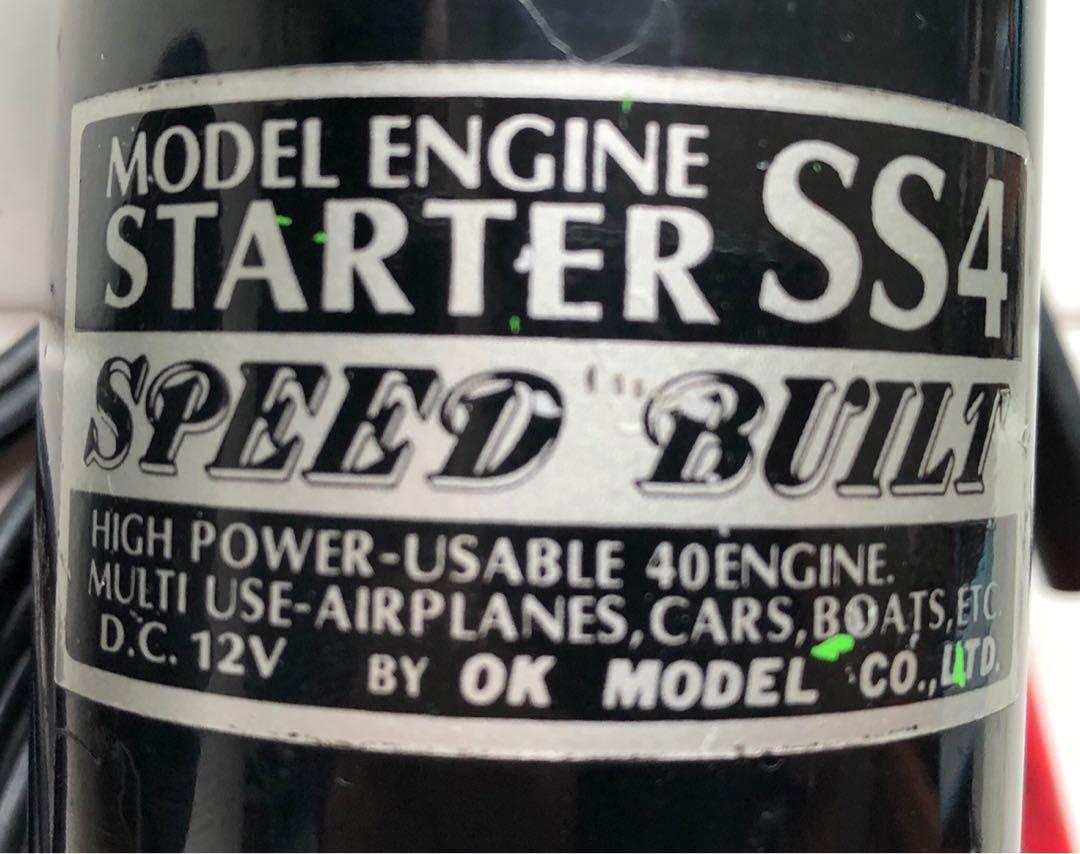 MODEL ENGINE
STARTER SS4
SPEED BUILT
HIGH POWER-USABLE 40ENGINE.
MULTI USE-AIRPLANES,CARS,BOATS,ETC.
D.C. 12V BY OK MODEL CO.,LTD.